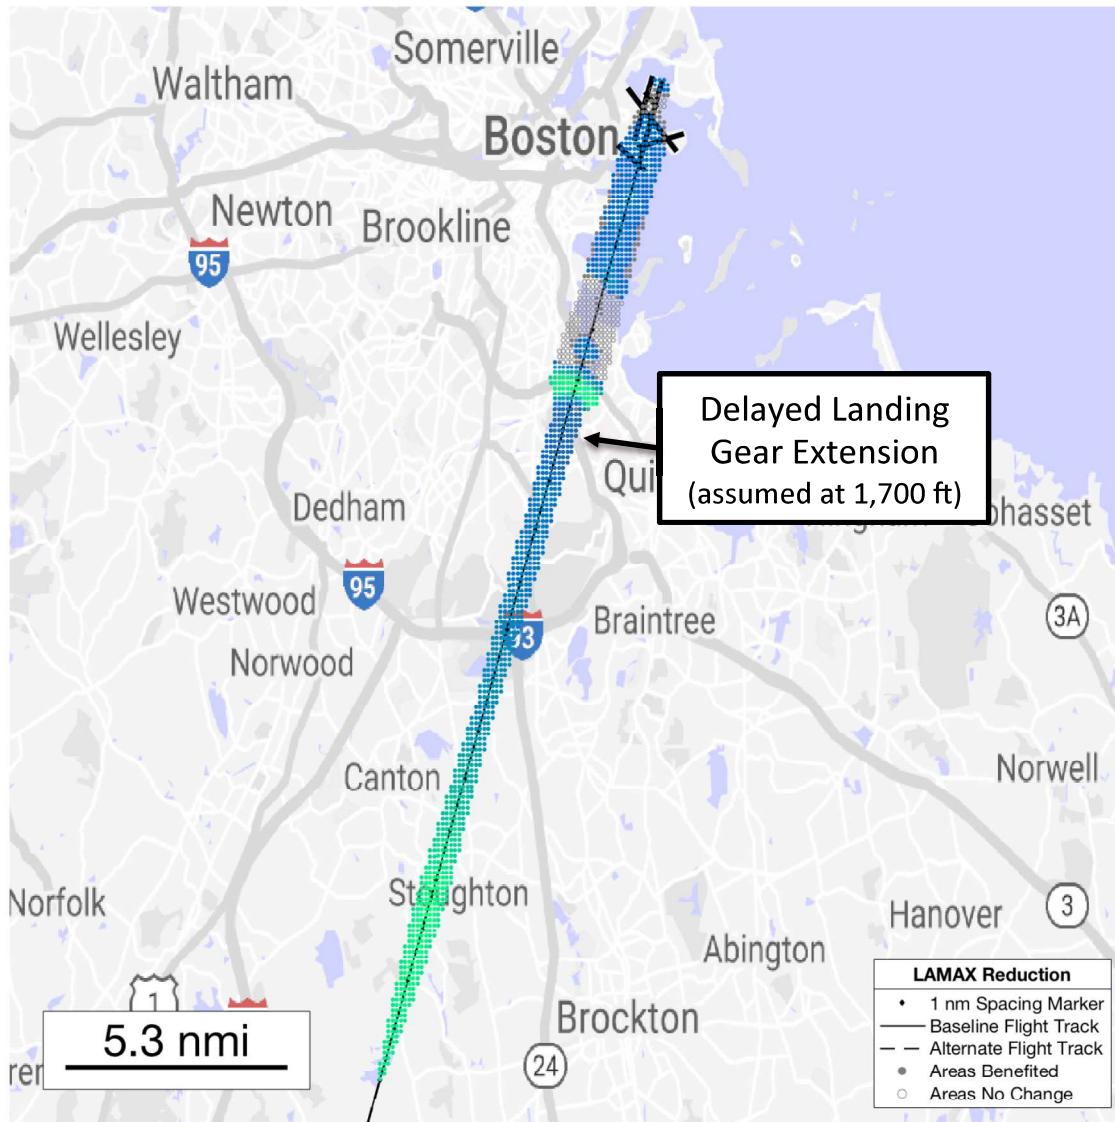 Somerville
Waltham
Boston
Newton
Brookline
95
Wellesley
Delayed Landing
Gear Extension
(assumed at 1,700 ft)
Dedham
95
Westwood
Braintree
3A
Norwood
Canton
Norwell
Norfolk
Hanover
3
Abington
1
Brockton
24
5.3 nmi
LAMAX Reduction
1 nm Spacing Marker
Baseline Flight Track
Alternate Flight Track
Areas Benefited
Areas No Change